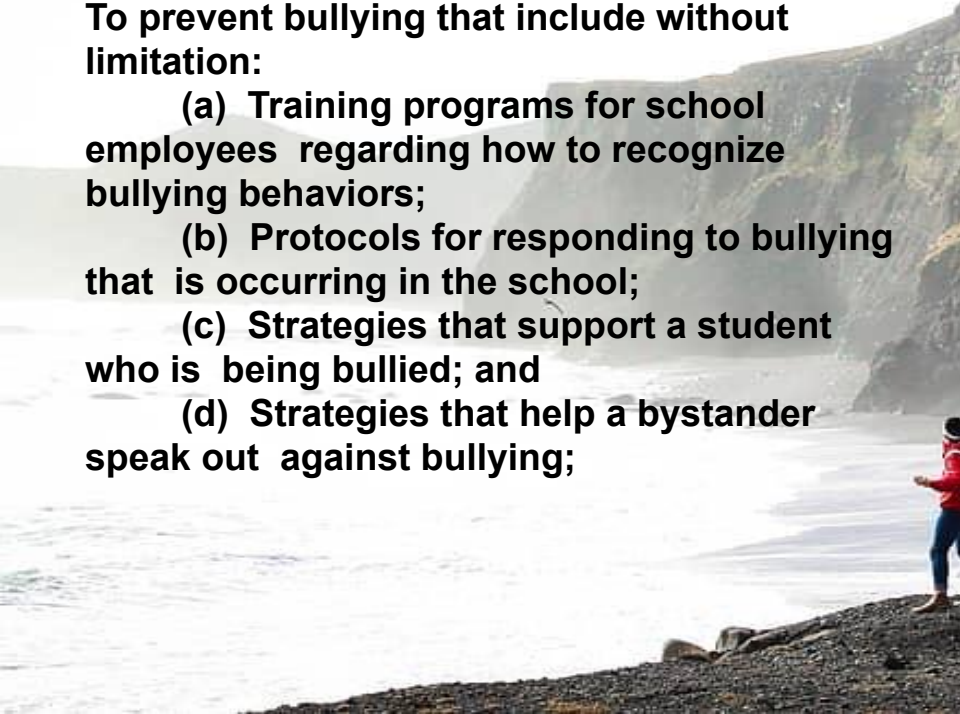 To prevent bullying that include without
limitation:
(a)  Training programs for school
employees  regarding how to recognize
bullying behaviors;
(b)  Protocols for responding to bullying
that  is occurring in the school;
(c)  Strategies that support a student
who is  being bullied; and
(d)  Strategies that help a bystander
speak out  against bullying;